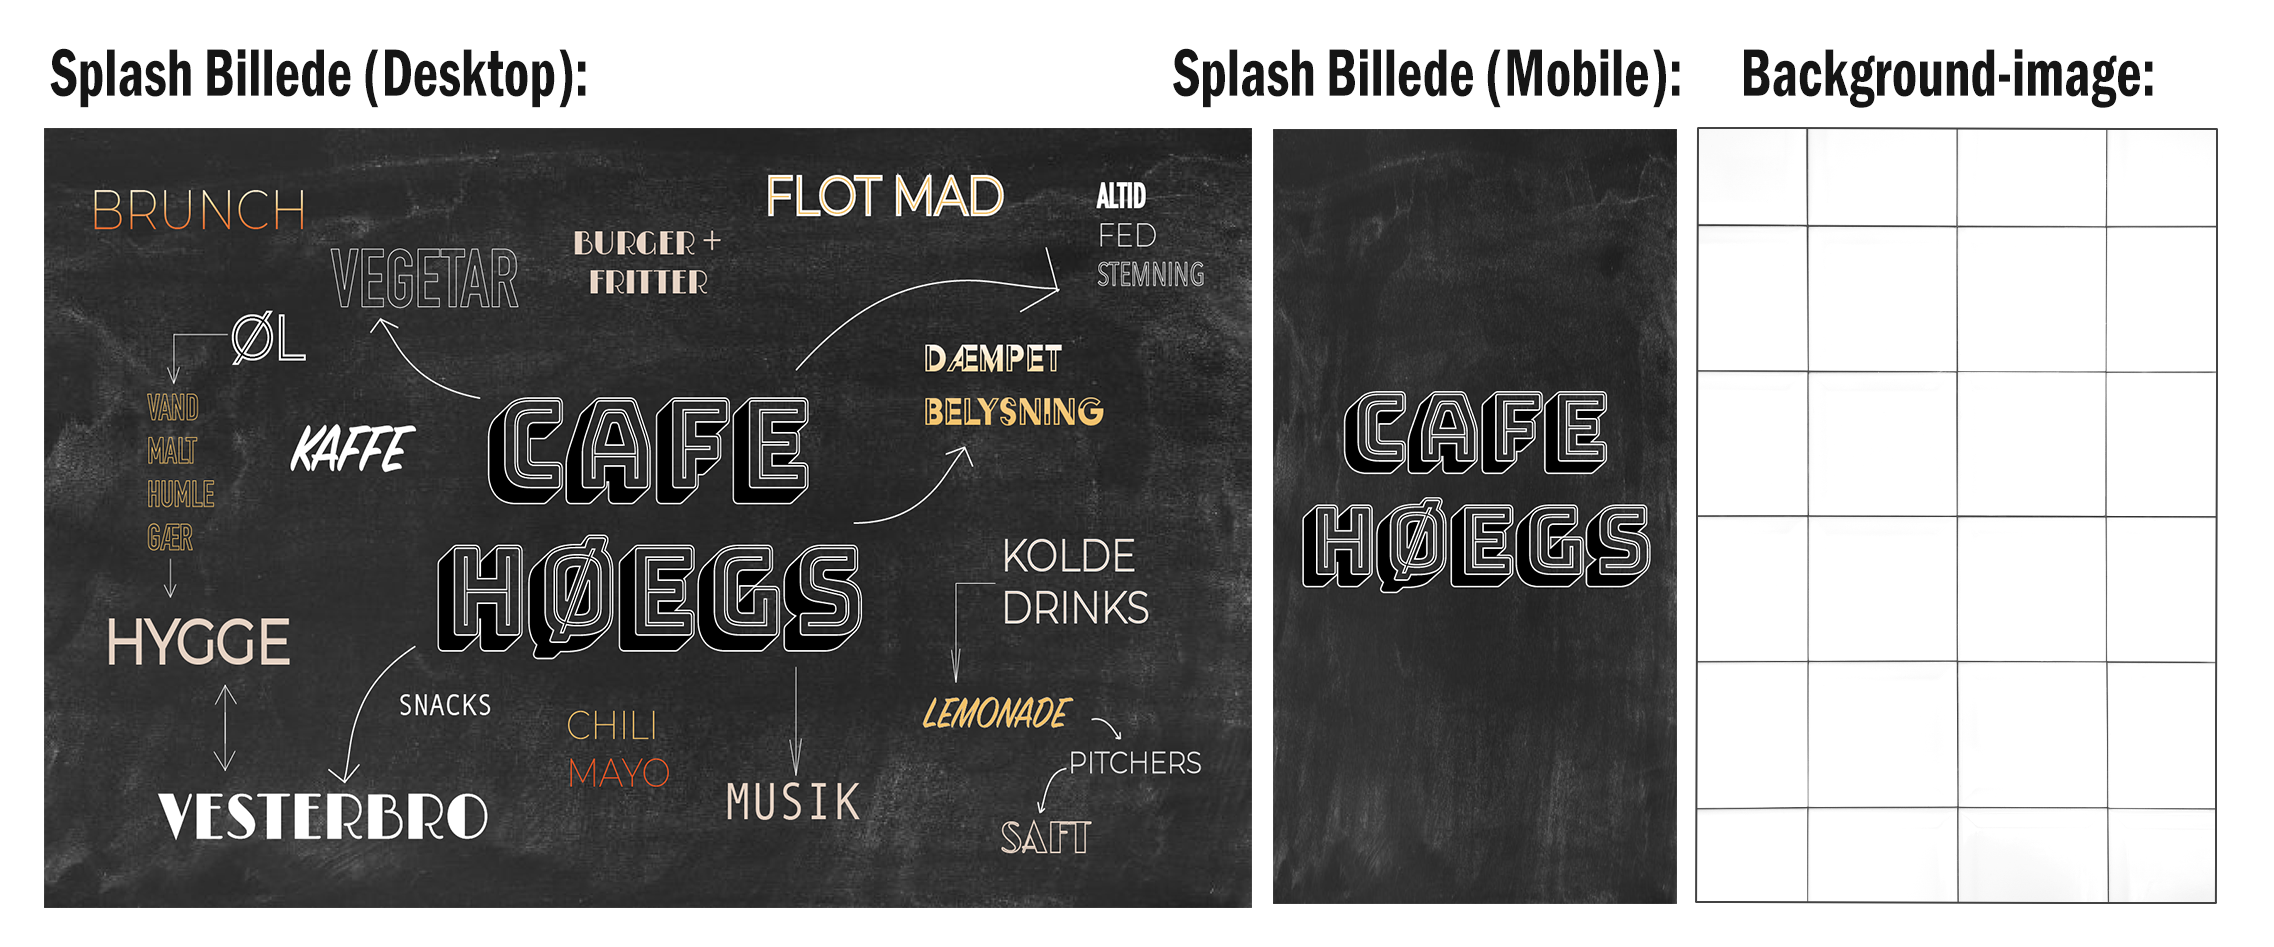 Splash Billede (Desktop):
Splash Billede (Mobile):
Background-image:
BRUNCH
VEGETAR
BURGER +
FRITTER
FLOT MAD
ALTID
FED
STEMNING
ØL
VAND
MALT
HUMLE
GÆR
KAFFE
DÆMPET
BELYSNING
CAFE
HØEGS
HYGGE
KOLDE
DRINKS
SNACKS
CHILI
MAYO
LEMONADE
PITCHERS
VESTERBRO
MUSIK
SAFT
CAFE
HØEGS